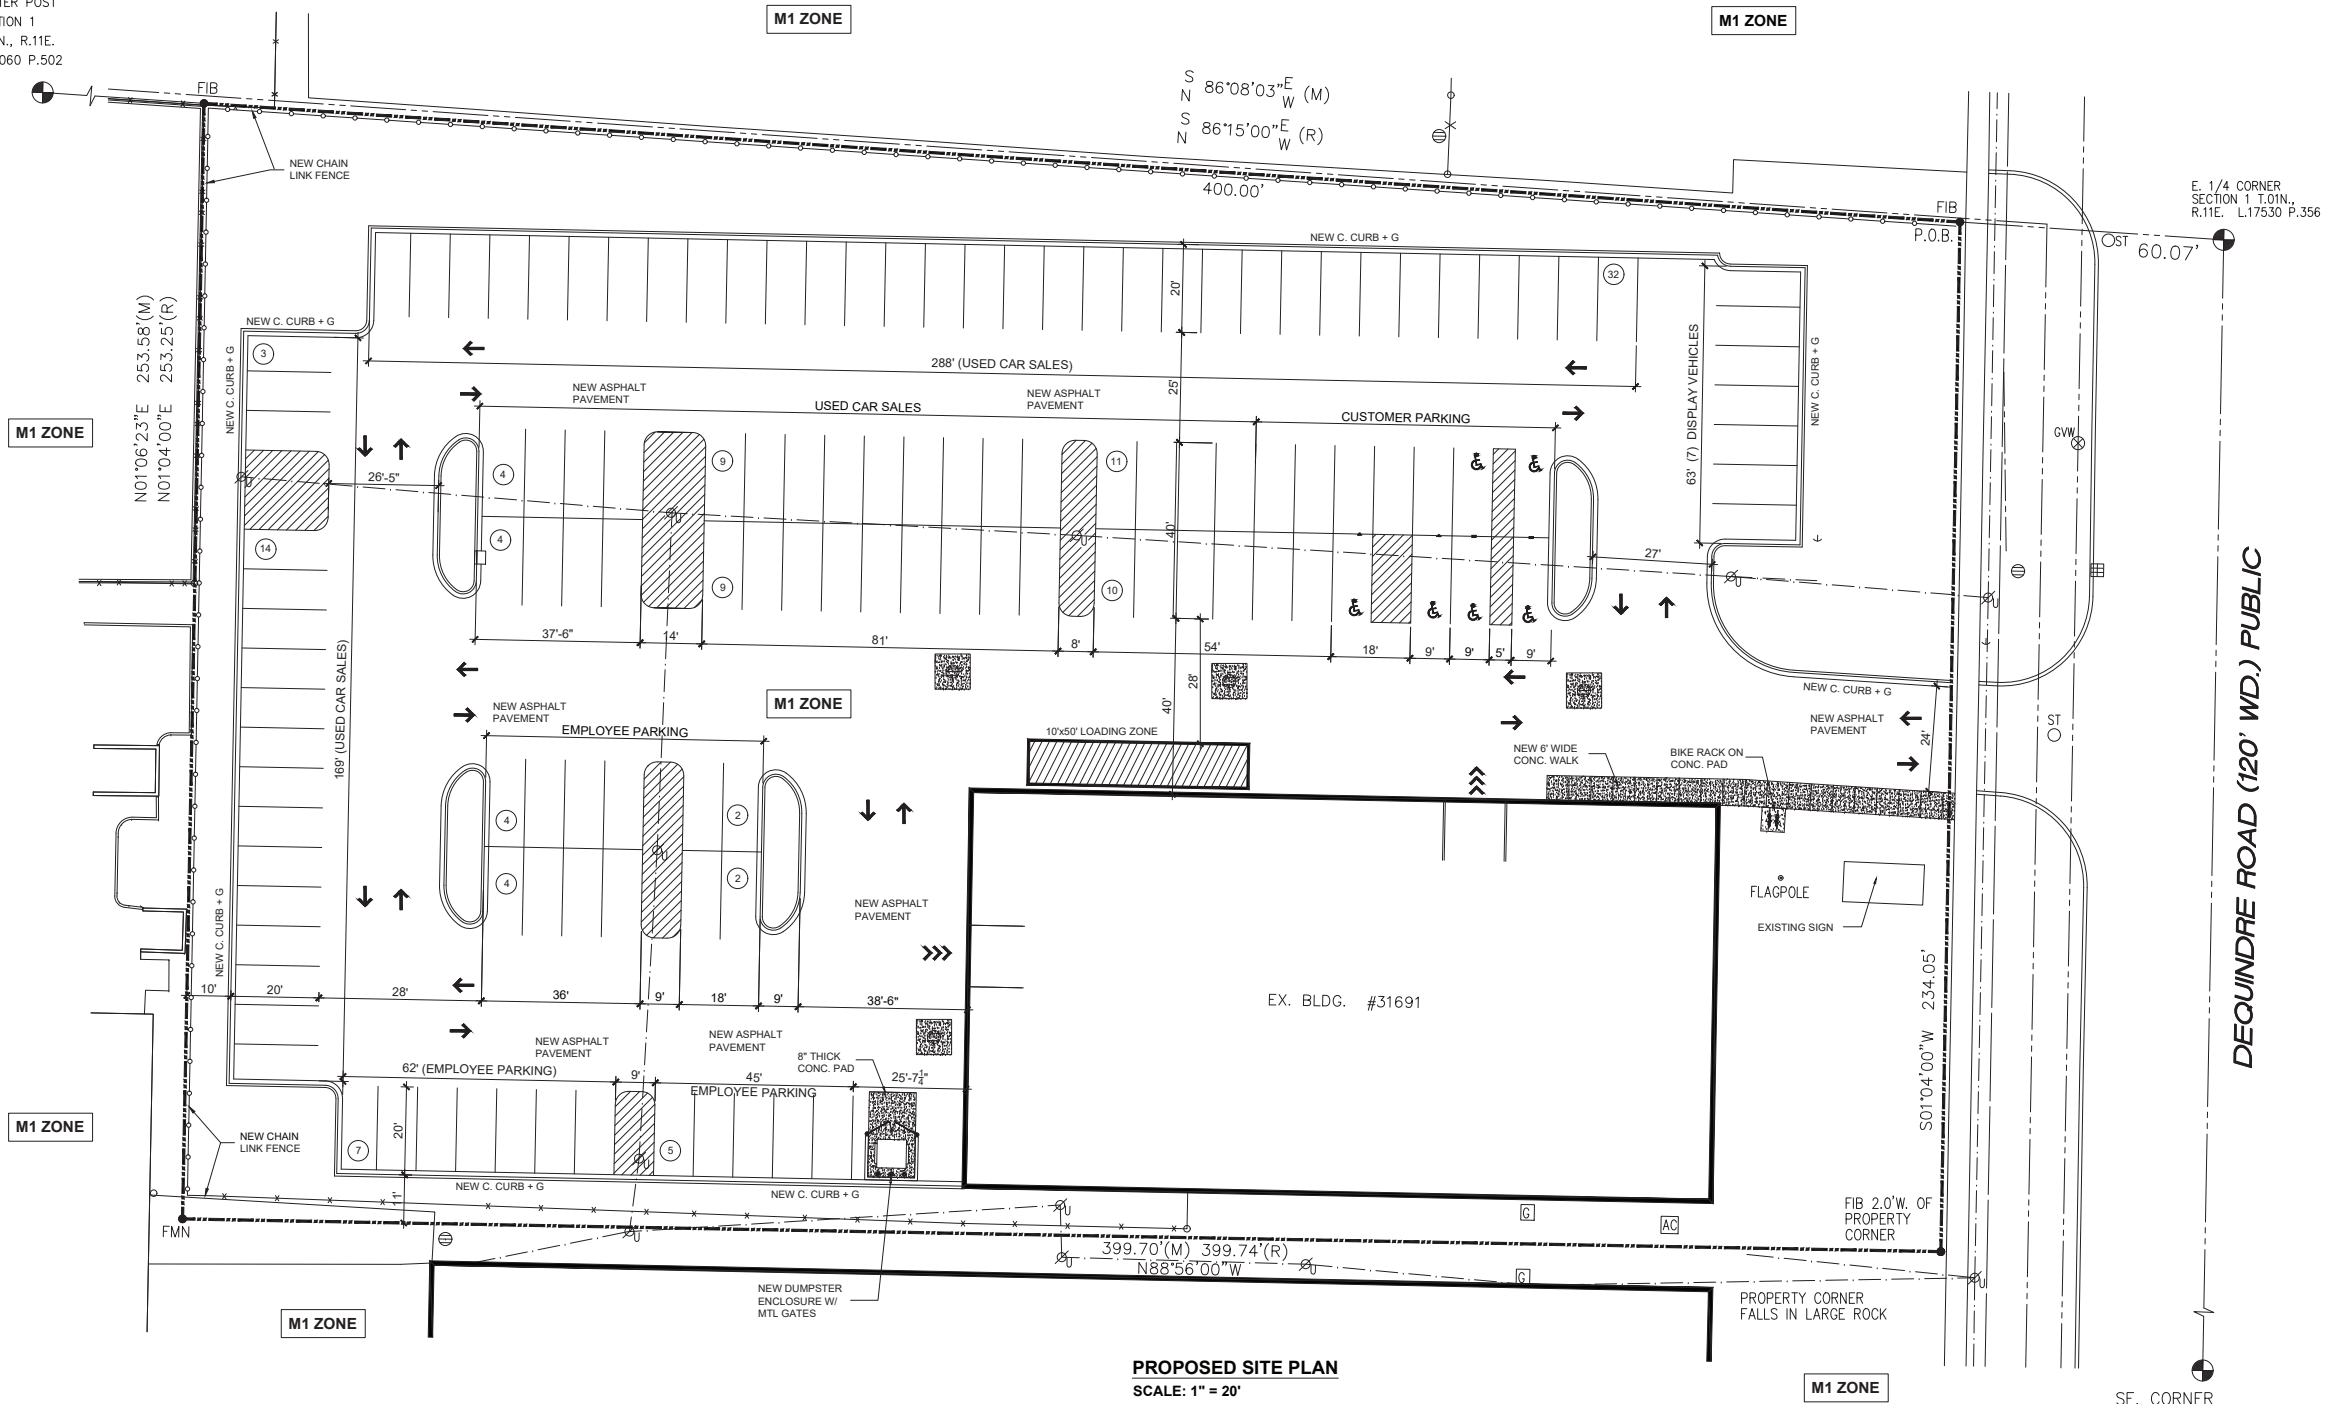 TION 1
N., R.11E.
060 P.502
M1 ZONE
M1 ZONE
FIB
S
N 86°08'03" E
W (M)
S
N 86°15'00" E
W (R)
400.00'
NEW CHAIN
LINK FENCE
FIB
P.O.B.
E. 1/4 CORNER
SECTION 1 T.01N.,
R.11E. L.17530 P.356
ST
60.07'
NEW C. CURB + G
32
20'
N01°06'23"E 253.58'(M)
N01°04'00"E 253.25'(R)
NEW C. CURB + G
NEW C. CURB + G
3
288' (USED CAR SALES)
25'
63' (7) DISPLAY VEHICLES
NEW C. CURB + G
NEW ASPHALT
PAVEMENT
NEW ASPHALT
PAVEMENT
USED CAR SALES
CUSTOMER PARKING
M1 ZONE
GVW
4
9
11
26'-5"
U
U
U
40'
4
14
9
10
27'
U
U
37'-6"
14'
81'
8'
54'
18'
9'
9'
5'
9'
169' (USED CAR SALES)
28'
40'
M1 ZONE
NEW C. CURB + G
NEW ASPHALT
PAVEMENT
NEW ASPHALT
PAVEMENT
24'
ST
EMPLOYEE PARKING
10'x50' LOADING ZONE
NEW 6' WIDE
CONC. WALK
BIKE RACK ON
CONC. PAD
DEQUINDRE ROAD (120' WD.) PUBLIC
4
2
U
4
2
FLAGPOLE
NEW ASPHALT
PAVEMENT
EXISTING SIGN
NEW C. CURB + G
10'
20'
28'
36'
9'
18'
9'
38'-6"
EX. BLDG. #31691
S01°04'00"W 234.05'
NEW ASPHALT
PAVEMENT
NEW ASPHALT
PAVEMENT
8" THICK
CONC. PAD
62' (EMPLOYEE PARKING)
9'
45'
25'-7¼"
EMPLOYEE PARKING
M1 ZONE
NEW CHAIN
LINK FENCE
20'
7
5
U
NEW C. CURB + G
NEW C. CURB + G
11'
FMN
U
U
G
AC
FIB 2.0'W. OF
PROPERTY
CORNER
399.70'(M) 399.74'(R)
N88°56'00"W
U
U
G
U
NEW DUMPSTER
ENCLOSURE W/
MTL GATES
PROPERTY CORNER
FALLS IN LARGE ROCK
M1 ZONE
PROPOSED SITE PLAN
SCALE: 1" = 20'
M1 ZONE
SE. CORNER